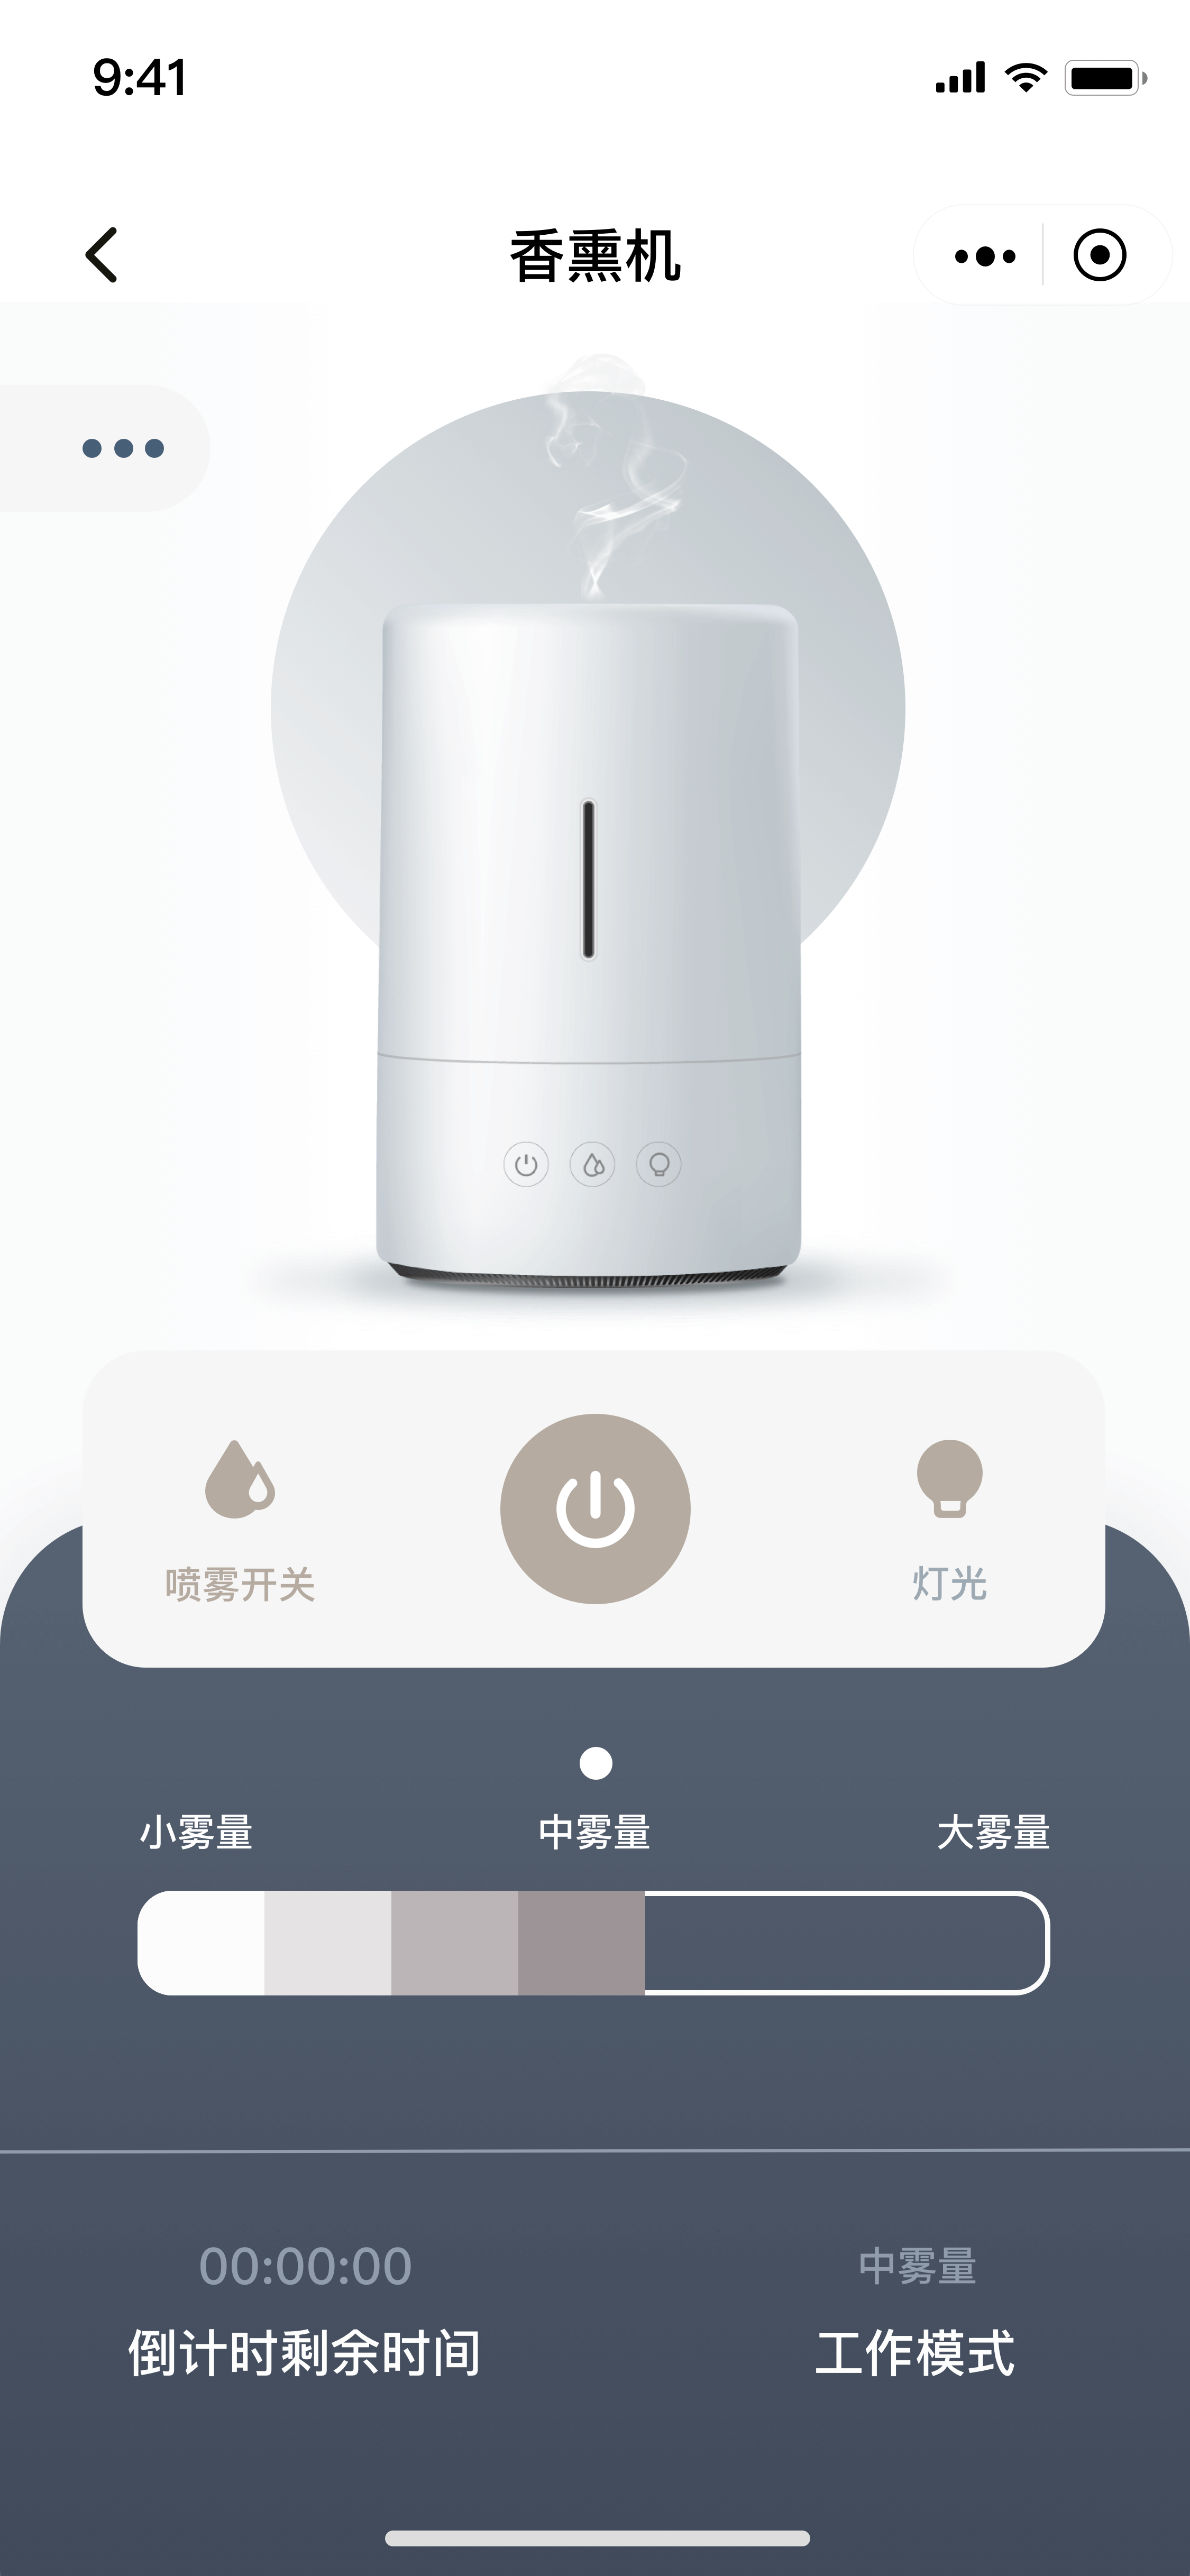 9:41
香熏机
喷雾开关
灯光
小雾量 中雾量 大雾量
00:00:00 中雾量
倒计时剩余时间 工作模式